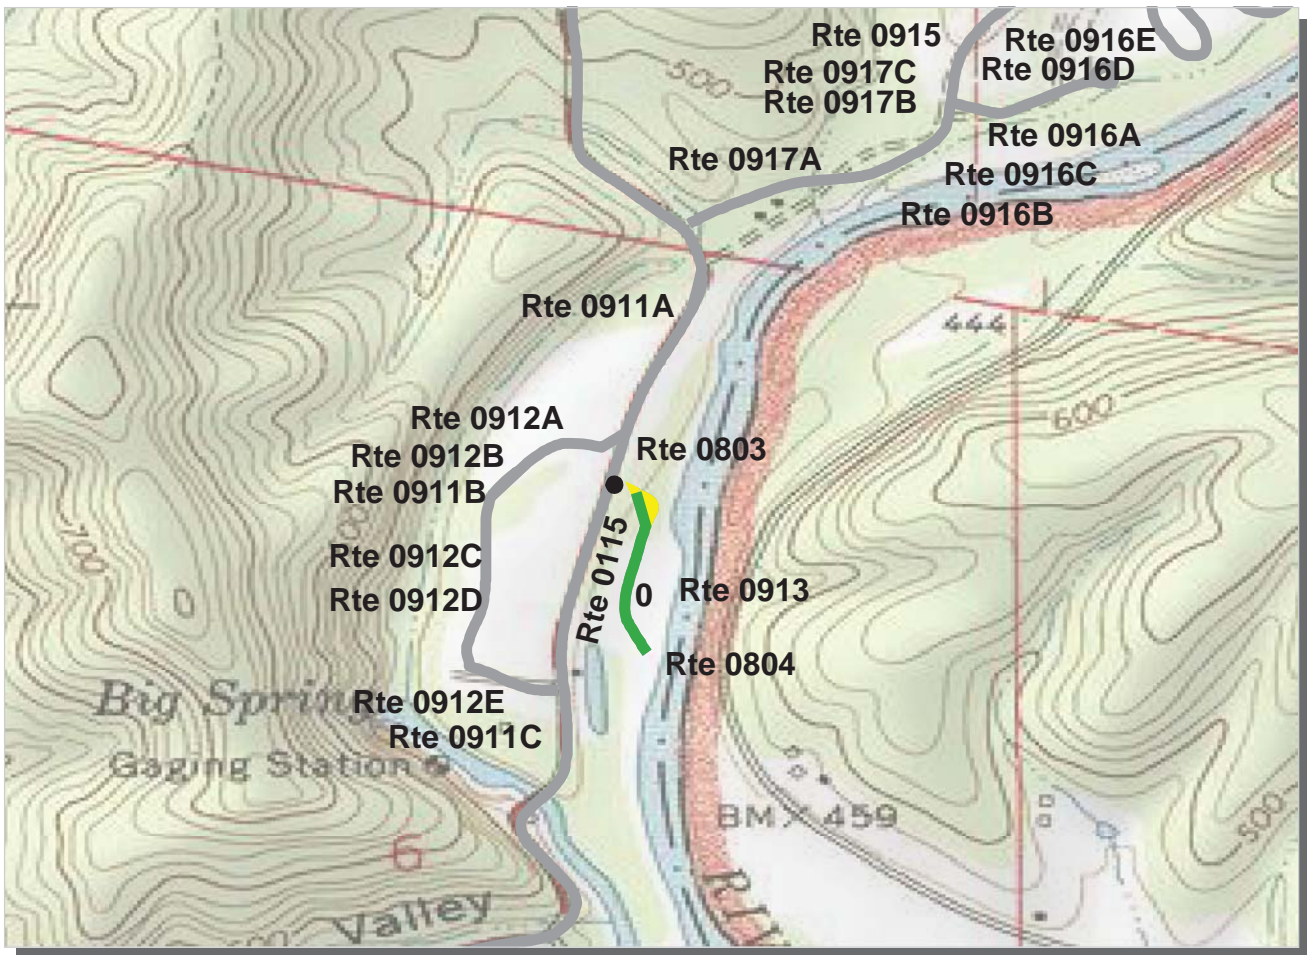 Rte 0915
Rte 0916E
Rte 0917C
Rte 0916D
500
Rte 0917B
Rte 0916A
Rte 0917A
Rte 0916C
Rte 0916B
Rte 0911A
444
600
Rte 0912A
Rte 0803
Rte 0912B
Rte 0911B
700
Rte 0115
Rte 0912C
0
Rte 0913
Rte 0912D
Rte 0804
Big Spring
Rte 0912E
Rte 0911C
Gaging Station
BM X 459
500
6
Valley